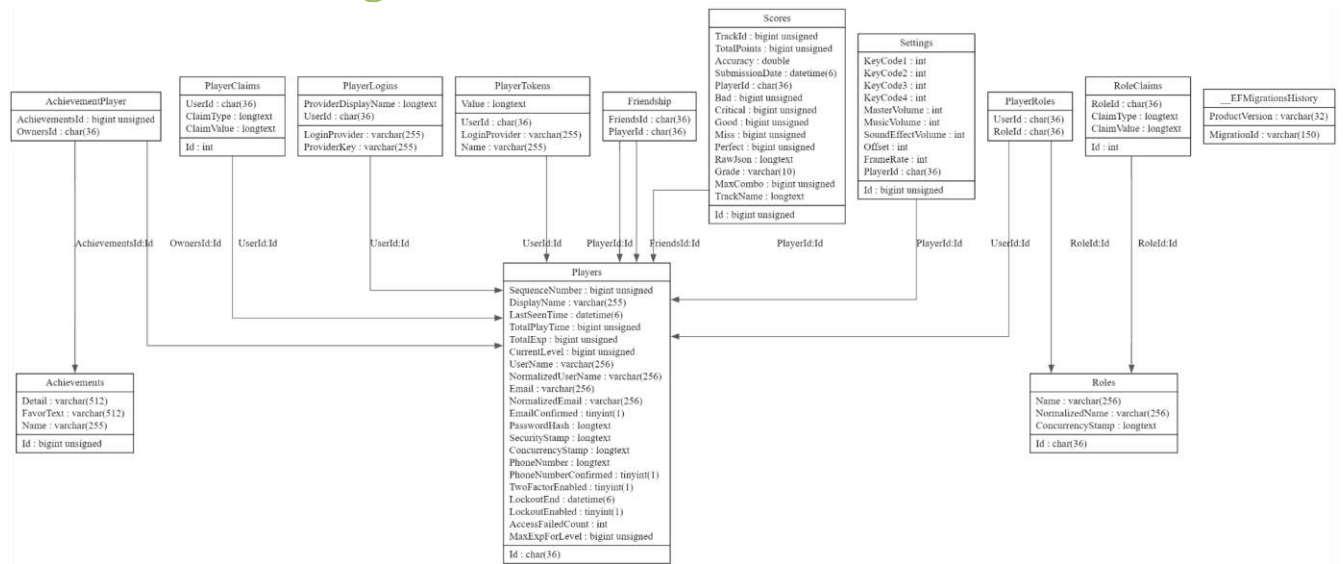 Scores
TrackId : bigint unsigned
TotalPoints : bigint unsigned
Accuracy : double
SubmissionDate : datetime(6)
PlayerId : char(36)
Bad : bigint unsigned
Critical : bigint unsigned
Good : bigint unsigned
Miss : bigint unsigned
Perfect : bigint unsigned
RawJson : longtext
Grade : varchar(10)
MaxCombo : bigint unsigned
TrackName : longtext
Id : bigint unsigned
Settings
KeyCode1 : int
KeyCode2 : int
KeyCode3 : int
KeyCode4 : int
MasterVolume : int
MusicVolume : int
SoundEffectVolume : int
Offset : int
FrameRate : int
PlayerId : char(36)
Id : bigint unsigned
AchievementPlayer
AchievementsId : bigint unsigned
OwnersId : char(36)
PlayerClaims
UserId : char(36)
ClaimType : longtext
ClaimValue : longtext
Id : int
PlayerLogins
ProviderDisplayName : longtext
UserId : char(36)
LoginProvider : varchar(255)
ProviderKey : varchar(255)
PlayerTokens
Value : longtext
UserId : char(36)
LoginProvider : varchar(255)
Name : varchar(255)
Friendship
FriendsId : char(36)
PlayerId : char(36)
PlayerRoles
UserId : char(36)
RoleId : char(36)
RoleClaims
RoleId : char(36)
ClaimType : longtext
ClaimValue : longtext
Id : int
__EFMigrationsHistory
ProductVersion : varchar(32)
MigrationId : varchar(150)
AchievementsId:Id
OwnersId:Id
UserId:Id
UserId:Id
UserId:Id
PlayerId:Id
FriendsId:Id
PlayerId:Id
PlayerId:Id
UserId:Id
RoleId:Id
RoleId:Id
Players
SequenceNumber : bigint unsigned
DisplayName : varchar(255)
LastSeenTime : datetime(6)
TotalPlayTime : bigint unsigned
TotalExp : bigint unsigned
CurrentLevel : bigint unsigned
UserName : varchar(256)
NormalizedUserName : varchar(256)
Email : varchar(256)
NormalizedEmail : varchar(256)
EmailConfirmed : tinyint(1)
PasswordHash : longtext
SecurityStamp : longtext
ConcurrencyStamp : longtext
PhoneNumber : longtext
PhoneNumberConfirmed : tinyint(1)
TwoFactorEnabled : tinyint(1)
LockoutEnd : datetime(6)
LockoutEnabled : tinyint(1)
AccessFailedCount : int
MaxExpForLevel : bigint unsigned
Id : char(36)
Achievements
Detail : varchar(512)
FavorText : varchar(512)
Name : varchar(255)
Id : bigint unsigned
Roles
Name : varchar(256)
NormalizedName : varchar(256)
ConcurrencyStamp : longtext
Id : char(36)